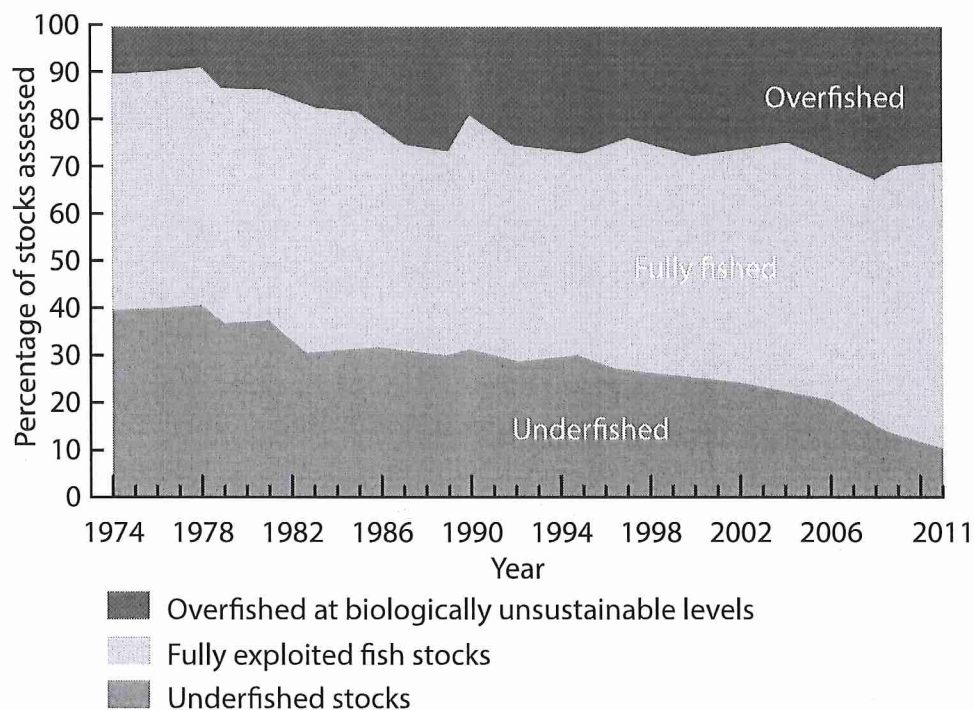 100
90
80
70
60
50
40
30
20
10
0
Percentage of stocks assessed
Overfished
Fully fished
Underfished
1974 1978 1982 1986 1990 1994 1998 2002 2006 2011
Year
Overfished at biologically unsustainable levels
Fully exploited fish stocks
Underfished stocks